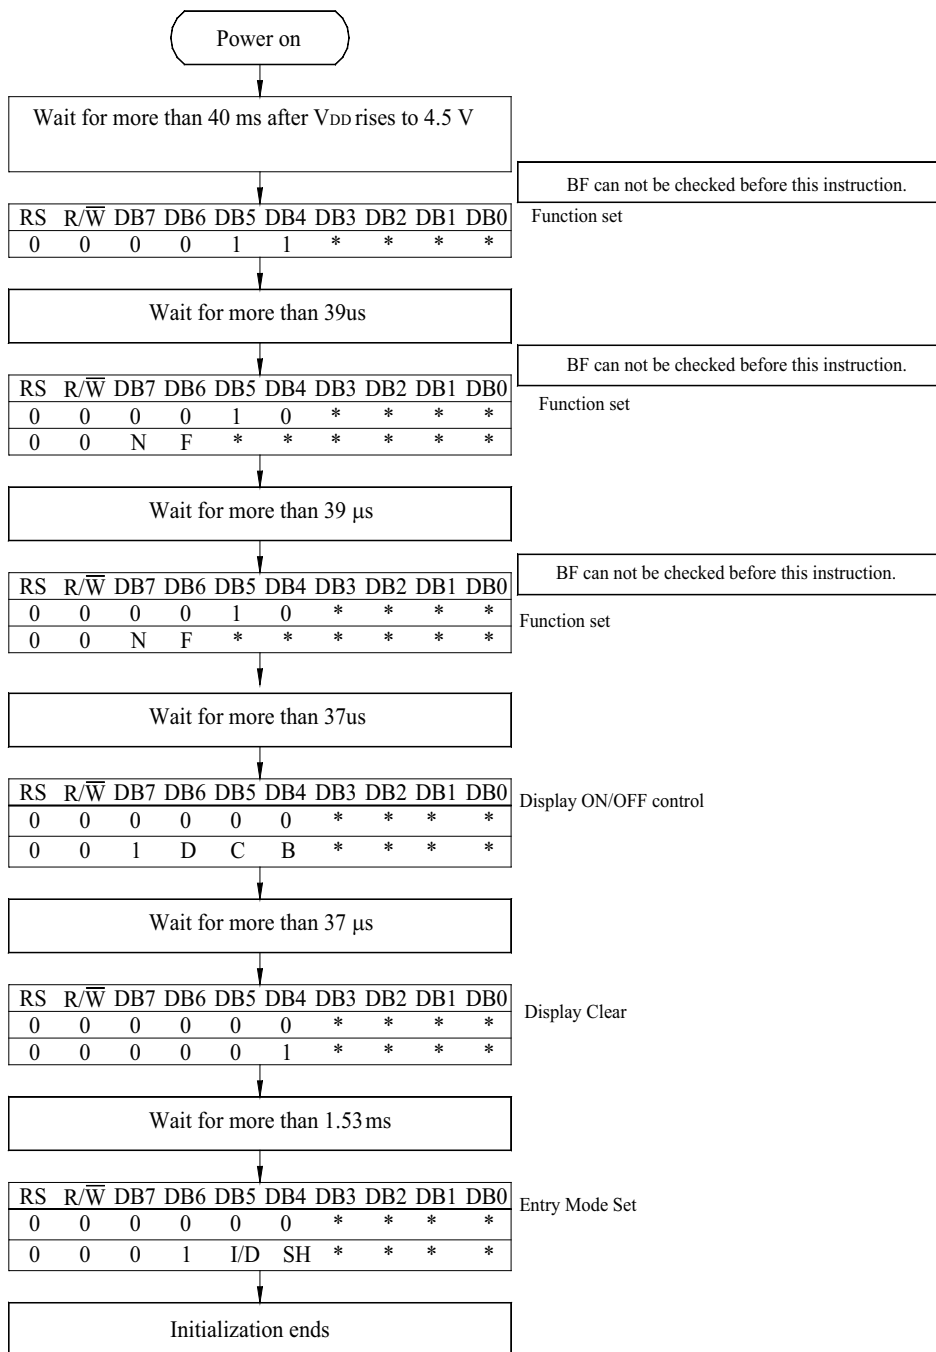 Power on
Wait for more than 40 ms after VDD rises to 4.5 V
BF can not be checked before this instruction.
RS R/W̅ DB7 DB6 DB5 DB4 DB3 DB2 DB1 DB0
Function set
0 0 0 0 1 1 * * * *
Wait for more than 39us
BF can not be checked before this instruction.
RS R/W̅ DB7 DB6 DB5 DB4 DB3 DB2 DB1 DB0
Function set
0 0 0 0 1 0 * * * *
0 0 N F * * * * * *
Wait for more than 39 μs
BF can not be checked before this instruction.
RS R/W̅ DB7 DB6 DB5 DB4 DB3 DB2 DB1 DB0
0 0 0 0 1 0 * * * *
Function set
0 0 N F * * * * * *
Wait for more than 37us
RS R/W̅ DB7 DB6 DB5 DB4 DB3 DB2 DB1 DB0
Display ON/OFF control
0 0 0 0 0 0 * * * *
0 0 1 D C B * * * *
Wait for more than 37 μs
RS R/W̅ DB7 DB6 DB5 DB4 DB3 DB2 DB1 DB0
Display Clear
0 0 0 0 0 0 * * * *
0 0 0 0 0 1 * * * *
Wait for more than 1.53ms
RS R/W̅ DB7 DB6 DB5 DB4 DB3 DB2 DB1 DB0
Entry Mode Set
0 0 0 0 0 0 * * * *
0 0 0 1 I/D SH * * * *
Initialization ends